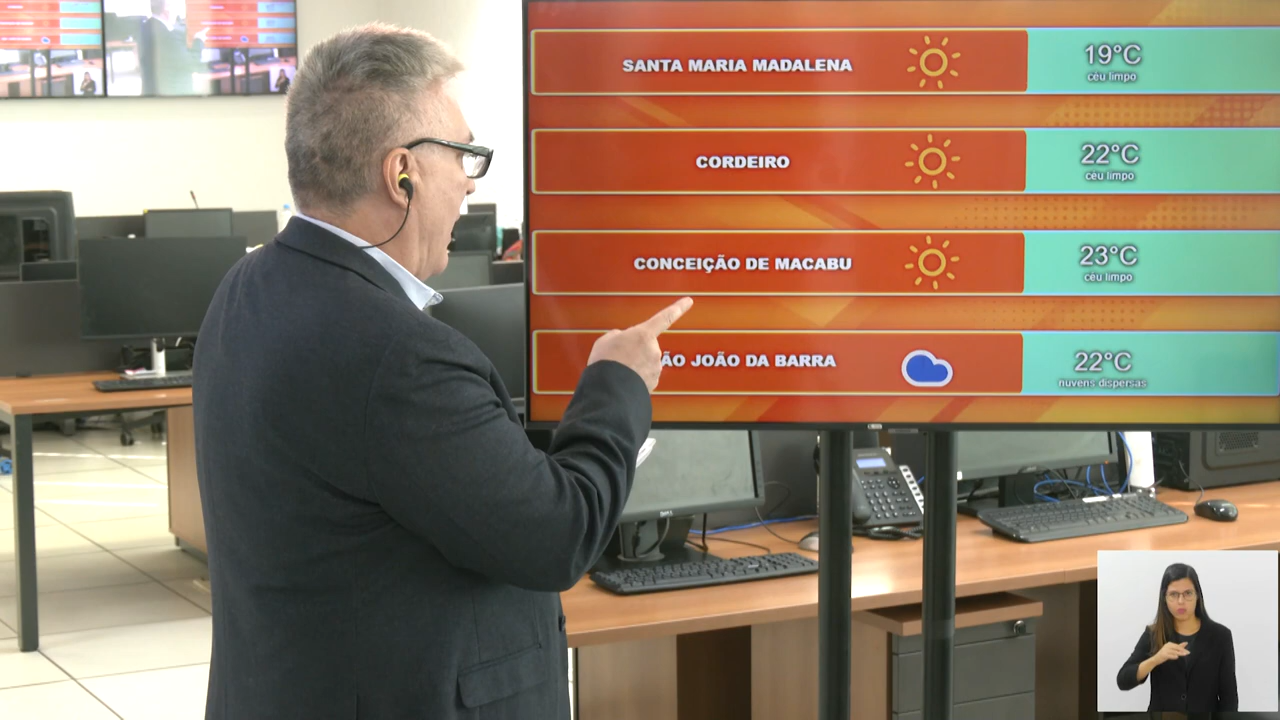 SANTA MARIA MADALENA
19°C
céu limpo
CORDEIRO
22°C
céu limpo
CONCEIÇÃO DE MACABU
23°C
céu limpo
JOÃO DA BARRA
22°C
nuvens dispersas